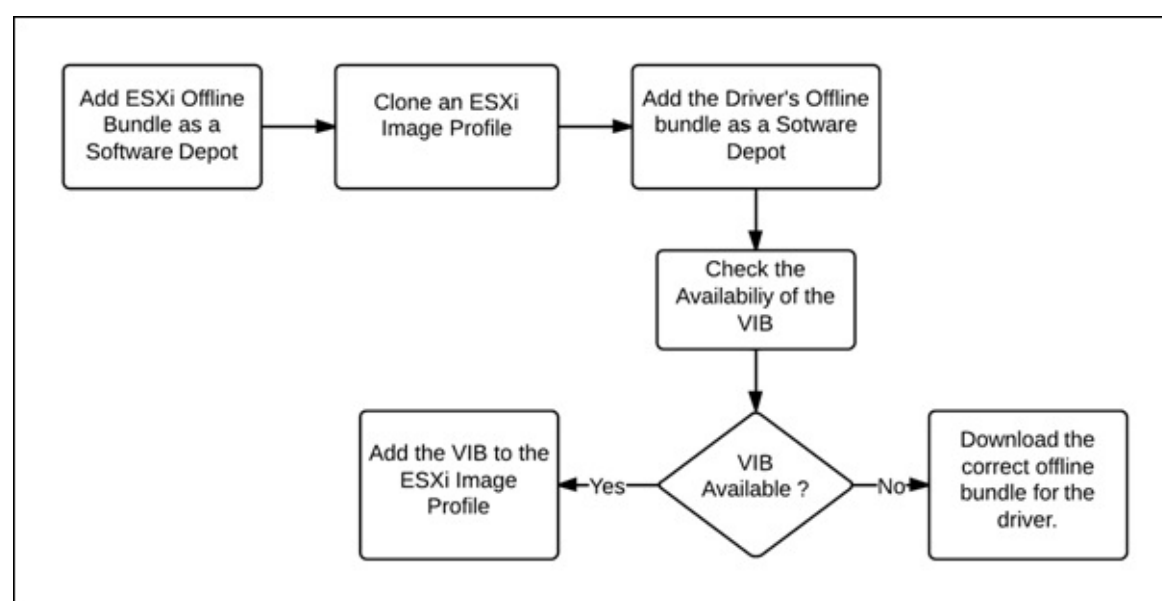 Add ESXi Offline
Bundle as a
Software Depot
Clone an ESXi
Image Profile
Add the Driver's Offline
bundle as a Sotware
Depot
Check the
Availabiliy of the
VIB
VIB
Available ?
Yes
No
Add the VIB to the
ESXi Image
Profile
Download the
correct offline
bundle for the
driver.